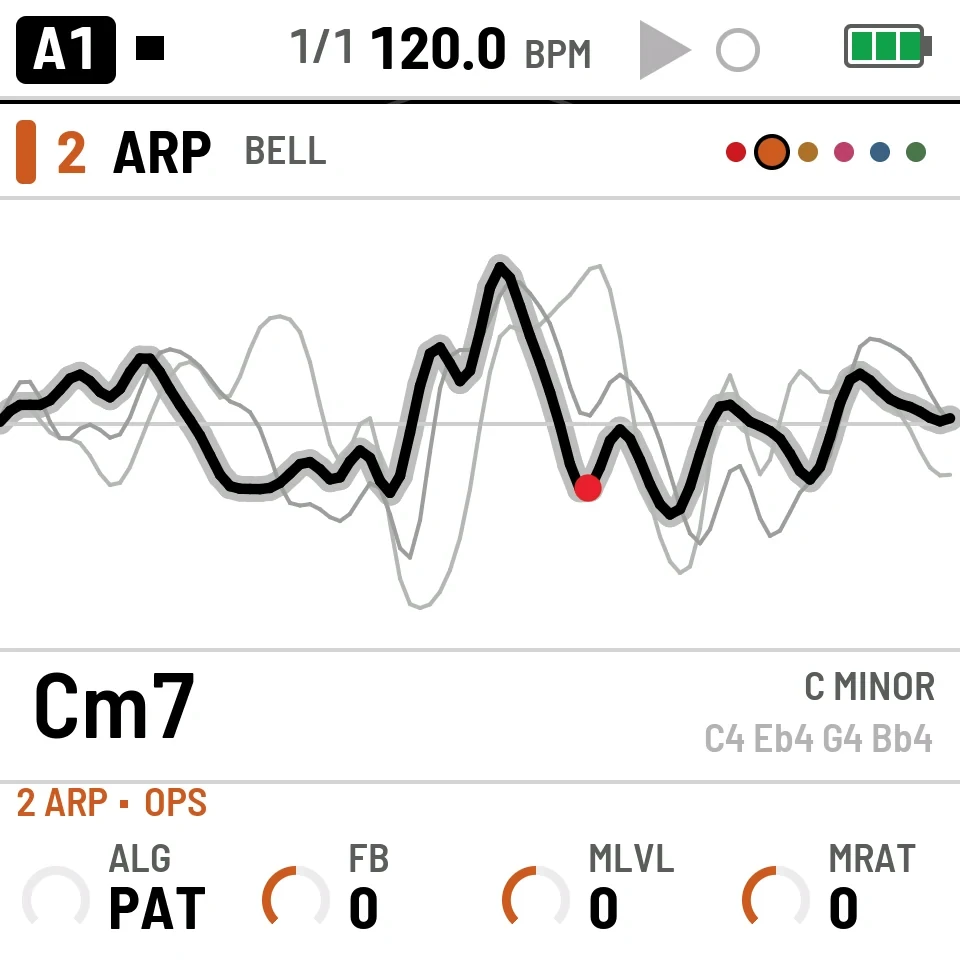 A1 1/1 120.0 BPM
2 ARP BELL
Cm7
C MINOR
C4 Eb4 G4 Bb4
2 ARP · OPS
ALG FB MLVL MRAT
PAT 0 0 0